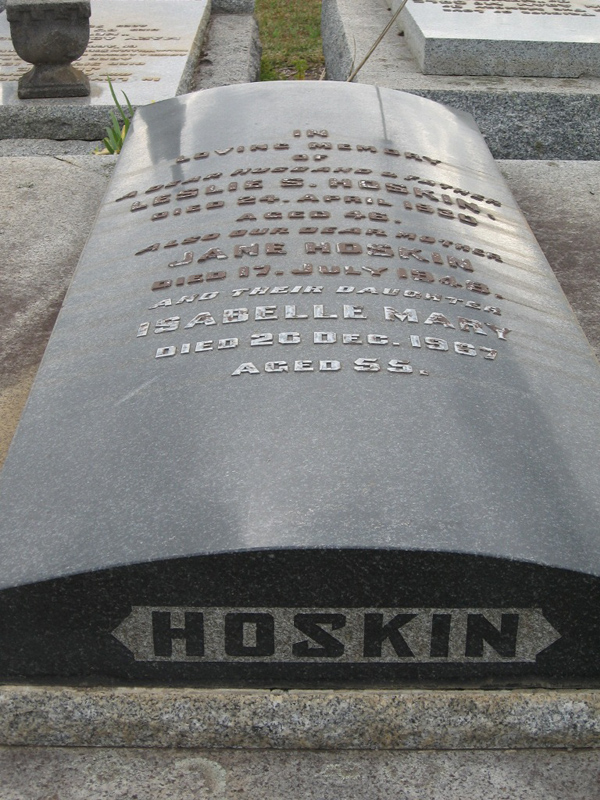 IN
LOVING MEMORY
OF
A DEAR HUSBAND & FATHER
LESLIE S. HOSKIN,
DIED 24. APRIL 1930
AGED 46.
ALSO OUR DEAR MOTHER
JANE HOSKIN
DIED 17. JULY 1948.
AND THEIR DAUGHTER
ISABELLE MARY
DIED 26 DEC. 1967
AGED 55.
HOSKIN